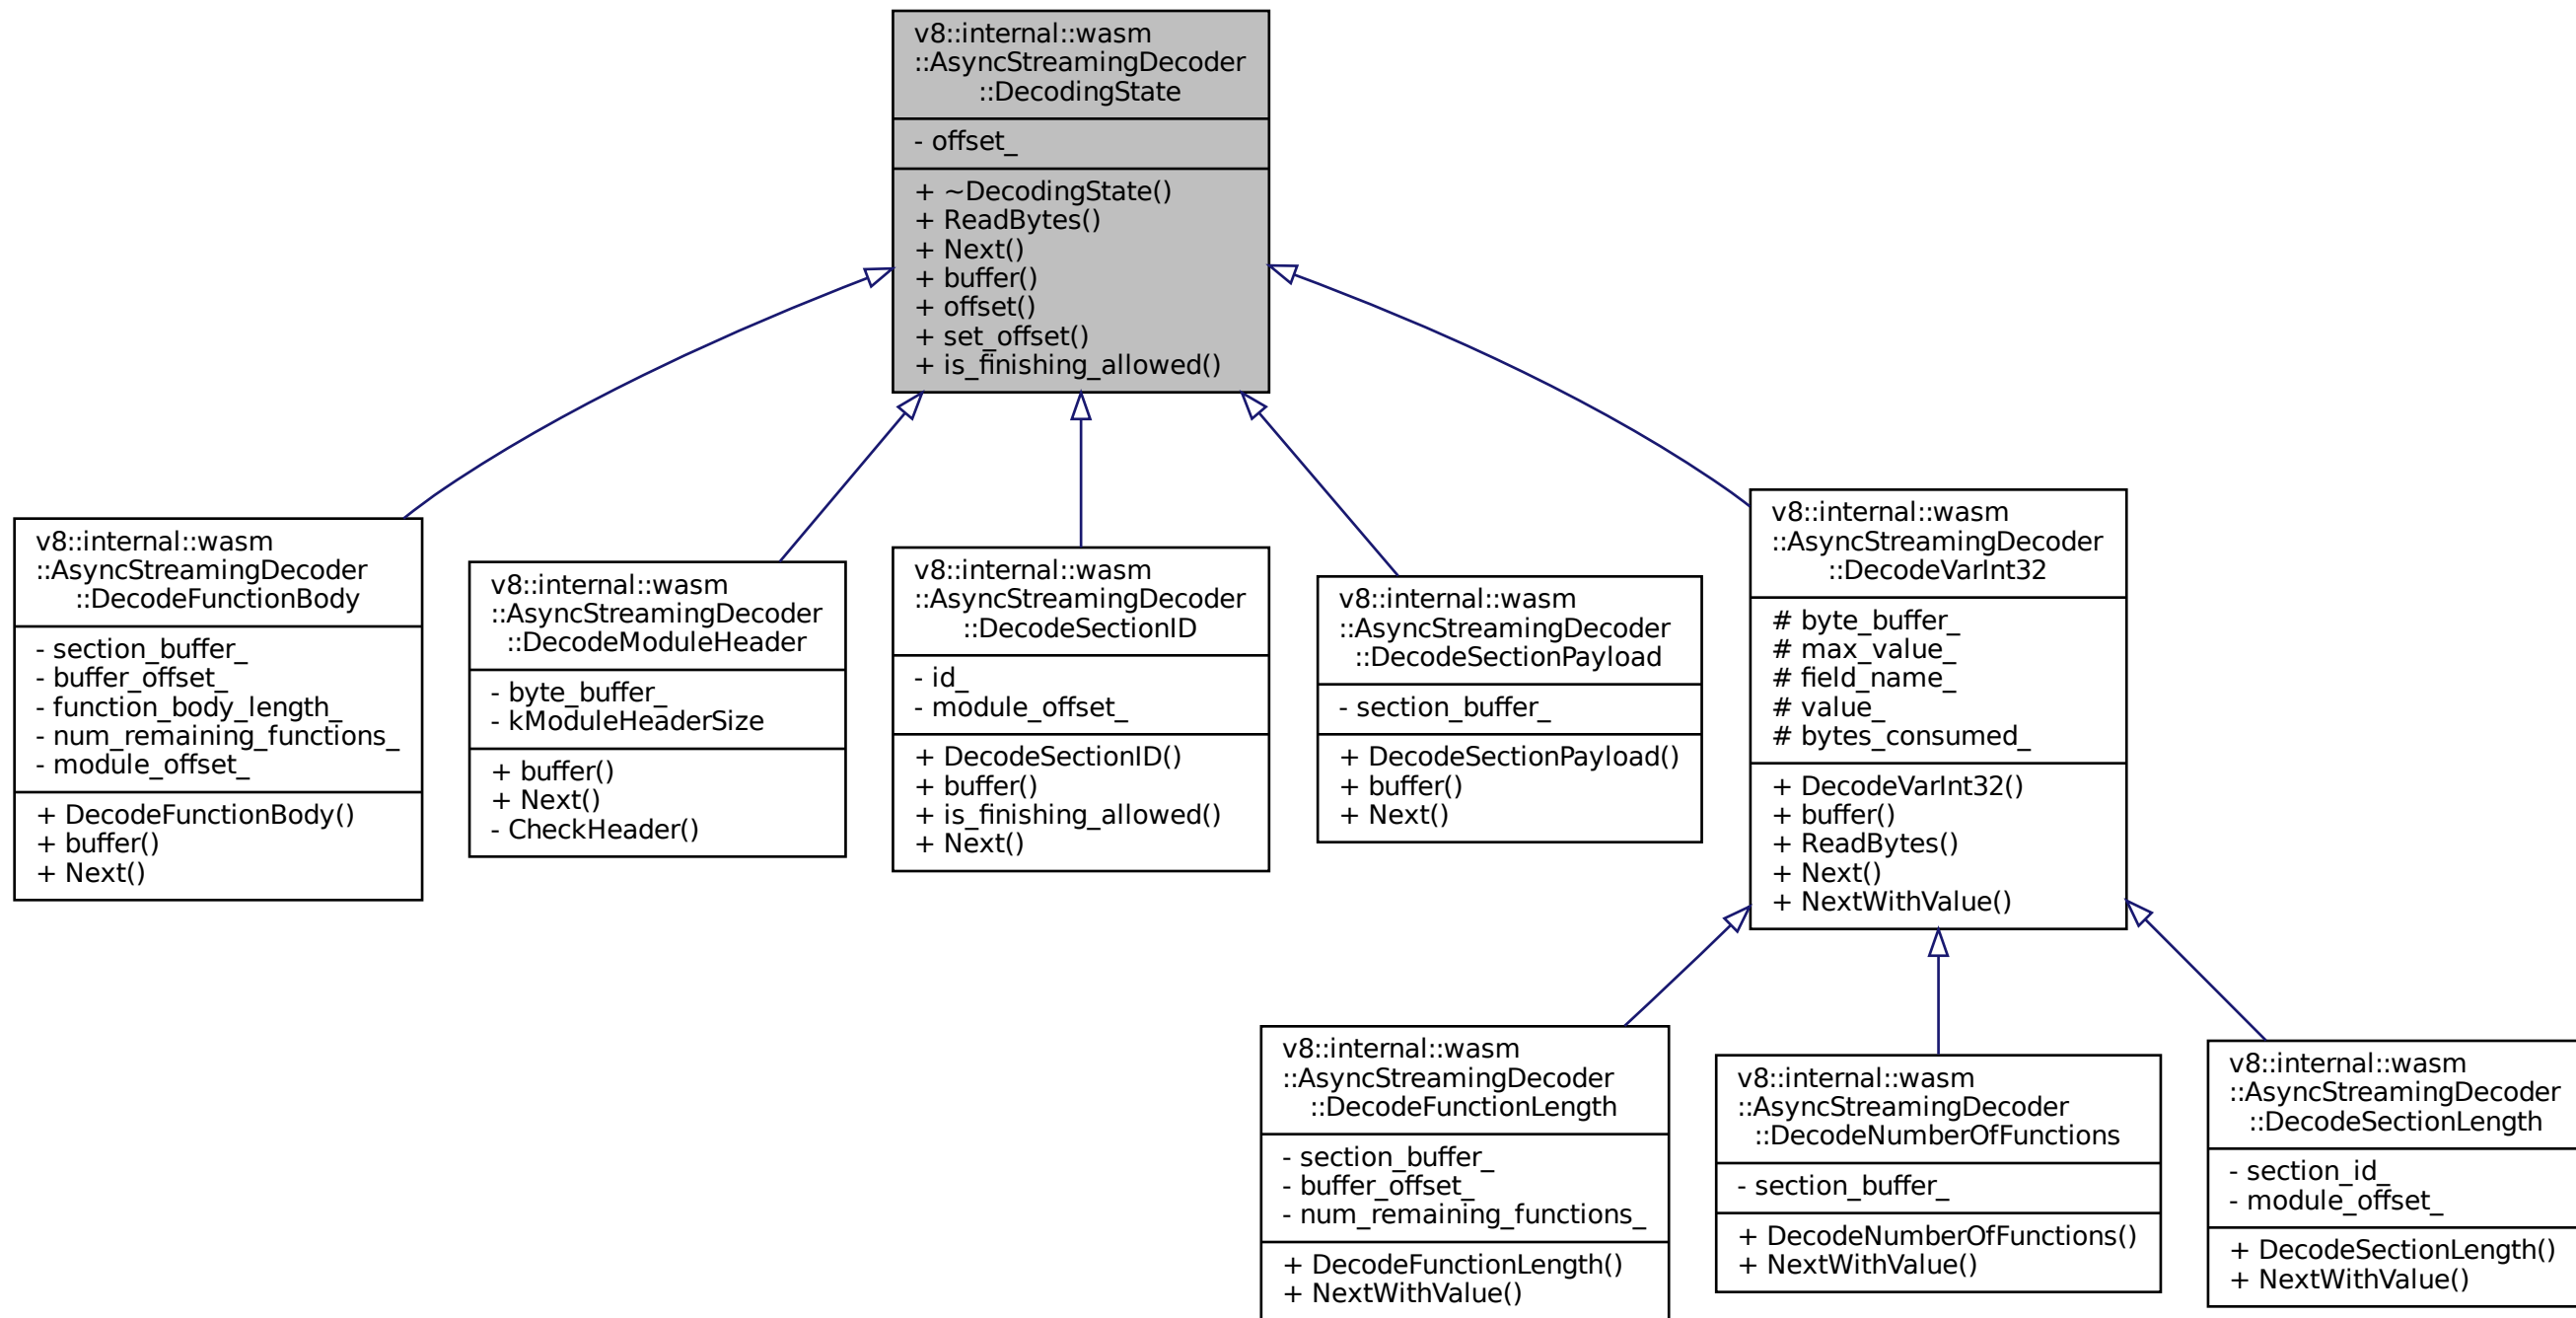 v8::internal::wasm
::AsyncStreamingDecoder
::DecodingState
- offset_
+ ~DecodingState()
+ ReadBytes()
+ Next()
+ buffer()
+ offset()
+ set_offset()
+ is_finishing_allowed()
v8::internal::wasm
::AsyncStreamingDecoder
::DecodeFunctionBody
- section_buffer_
- buffer_offset_
- function_body_length_
- num_remaining_functions_
- module_offset_
+ DecodeFunctionBody()
+ buffer()
+ Next()
v8::internal::wasm
::AsyncStreamingDecoder
::DecodeModuleHeader
- byte_buffer_
- kModuleHeaderSize
+ buffer()
+ Next()
- CheckHeader()
v8::internal::wasm
::AsyncStreamingDecoder
::DecodeSectionID
- id_
- module_offset_
+ DecodeSectionID()
+ buffer()
+ is_finishing_allowed()
+ Next()
v8::internal::wasm
::AsyncStreamingDecoder
::DecodeSectionPayload
- section_buffer_
+ DecodeSectionPayload()
+ buffer()
+ Next()
v8::internal::wasm
::AsyncStreamingDecoder
::DecodeVarInt32
# byte_buffer_
# max_value_
# field_name_
# value_
# bytes_consumed_
+ DecodeVarInt32()
+ buffer()
+ ReadBytes()
+ Next()
+ NextWithValue()
v8::internal::wasm
::AsyncStreamingDecoder
::DecodeFunctionLength
- section_buffer_
- buffer_offset_
- num_remaining_functions_
+ DecodeFunctionLength()
+ NextWithValue()
v8::internal::wasm
::AsyncStreamingDecoder
::DecodeNumberOfFunctions
- section_buffer_
+ DecodeNumberOfFunctions()
+ NextWithValue()
v8::internal::wasm
::AsyncStreamingDecoder
::DecodeSectionLength
- section_id_
- module_offset_
+ DecodeSectionLength()
+ NextWithValue()